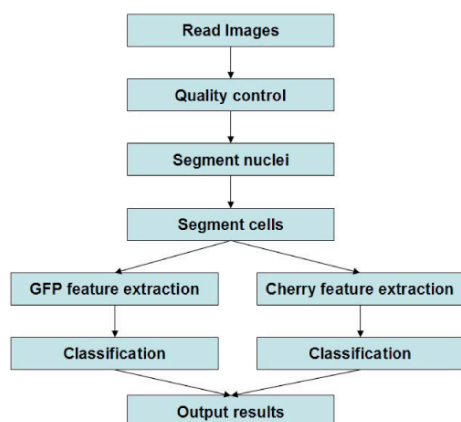 Read Images
Quality control
Segment nuclei
Segment cells
GFP feature extraction
Cherry feature extraction
Classification
Classification
Output results